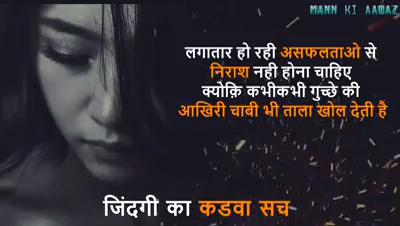 MANN KI AAWAZ
लगातार हो रही असफलताओ से
निराश नही होना चाहिए
क्योक़ि कभीकभी गुच्छे की
आखिरी चाबी भी ताला खोल देती है
जिंदगी का कडवा सच